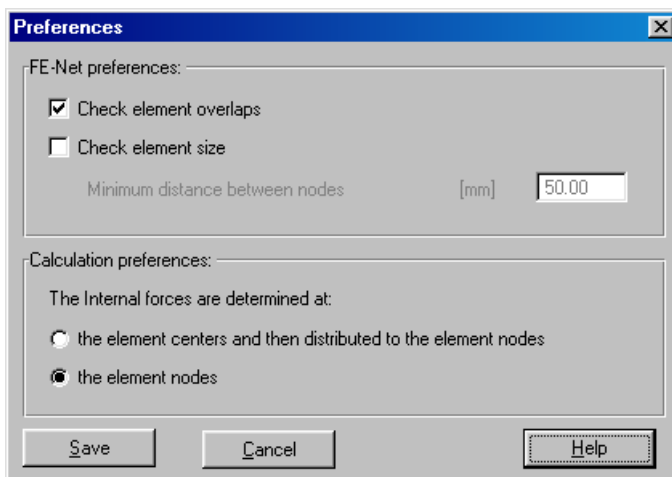 Preferences
FE-Net preferences:
Check element overlaps
Check element size
Minimum distance between nodes [mm] 50.00
Calculation preferences:
The Internal forces are determined at:
the element centers and then distributed to the element nodes
the element nodes
Save Cancel Help